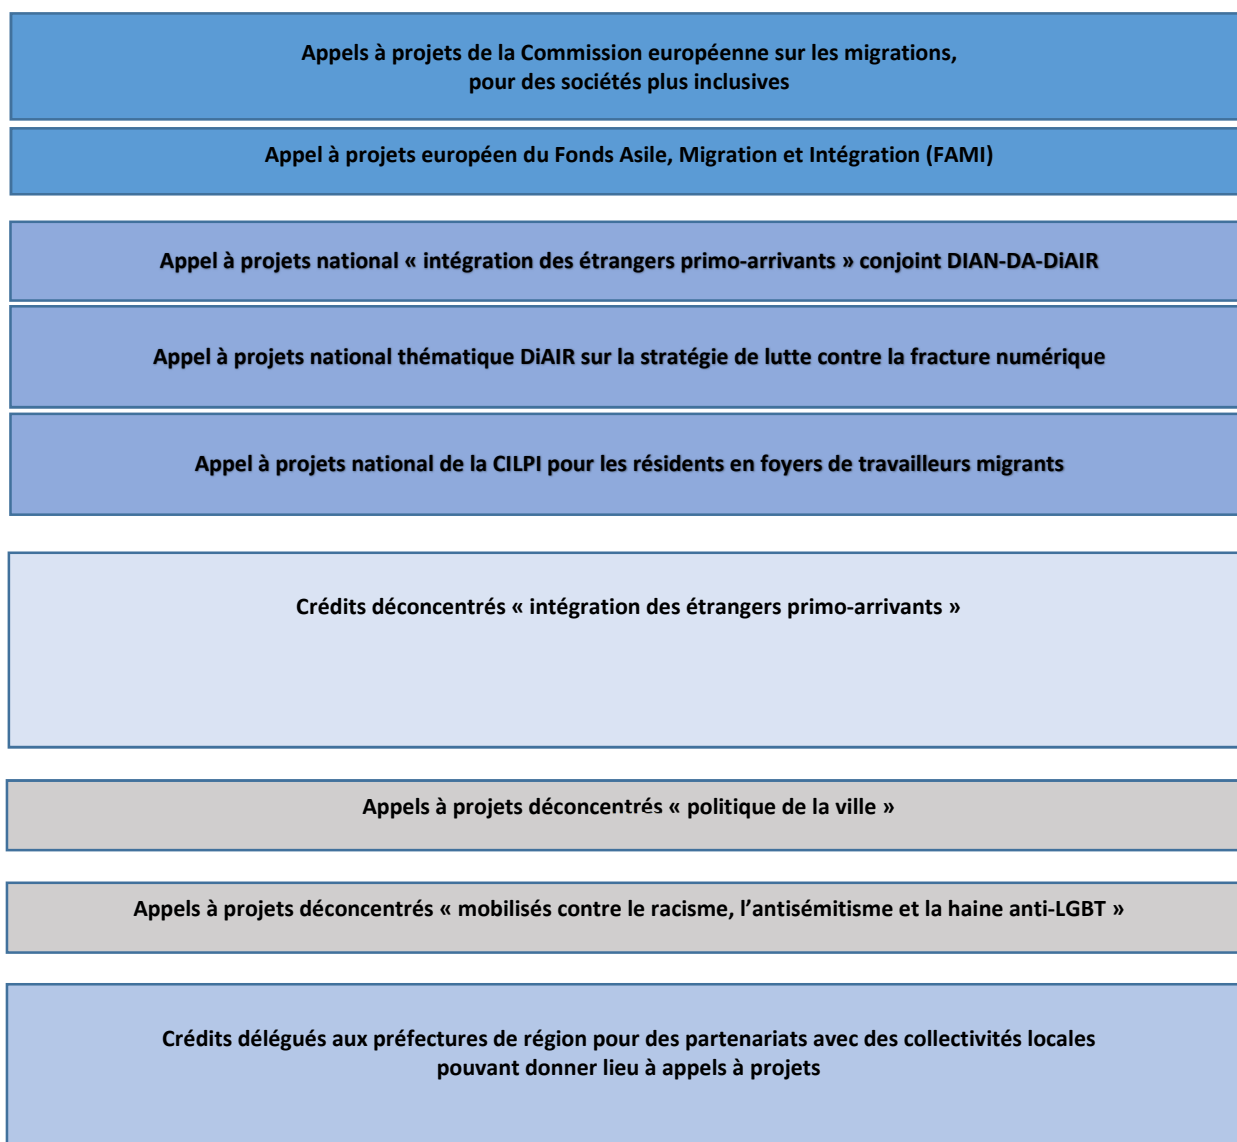 Appels à projets de la Commission européenne sur les migrations,
pour des sociétés plus inclusives
Appel à projets européen du Fonds Asile, Migration et Intégration (FAMI)
Appel à projets national « intégration des étrangers primo-arrivants » conjoint DIAN-DA-DiAIR
Appel à projets national thématique DiAIR sur la stratégie de lutte contre la fracture numérique
Appel à projets national de la CILPI pour les résidents en foyers de travailleurs migrants
Crédits déconcentrés « intégration des étrangers primo-arrivants »
Appels à projets déconcentrés « politique de la ville »
Appels à projets déconcentrés « mobilisés contre le racisme, l’antisémitisme et la haine anti-LGBT »
Crédits délégués aux préfectures de région pour des partenariats avec des collectivités locales
pouvant donner lieu à appels à projets